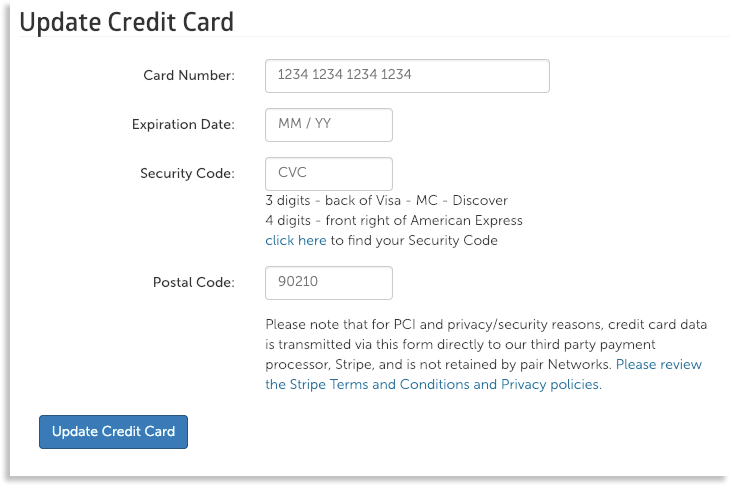 Update Credit Card
Card Number:
1234 1234 1234 1234
Expiration Date:
MM / YY
Security Code:
CVC
3 digits - back of Visa - MC - Discover
4 digits - front right of American Express
click here to find your Security Code
Postal Code:
90210
Please note that for PCI and privacy/security reasons, credit card data
is transmitted via this form directly to our third party payment
processor, Stripe, and is not retained by pair Networks. Please review
the Stripe Terms and Conditions and Privacy policies.
Update Credit Card